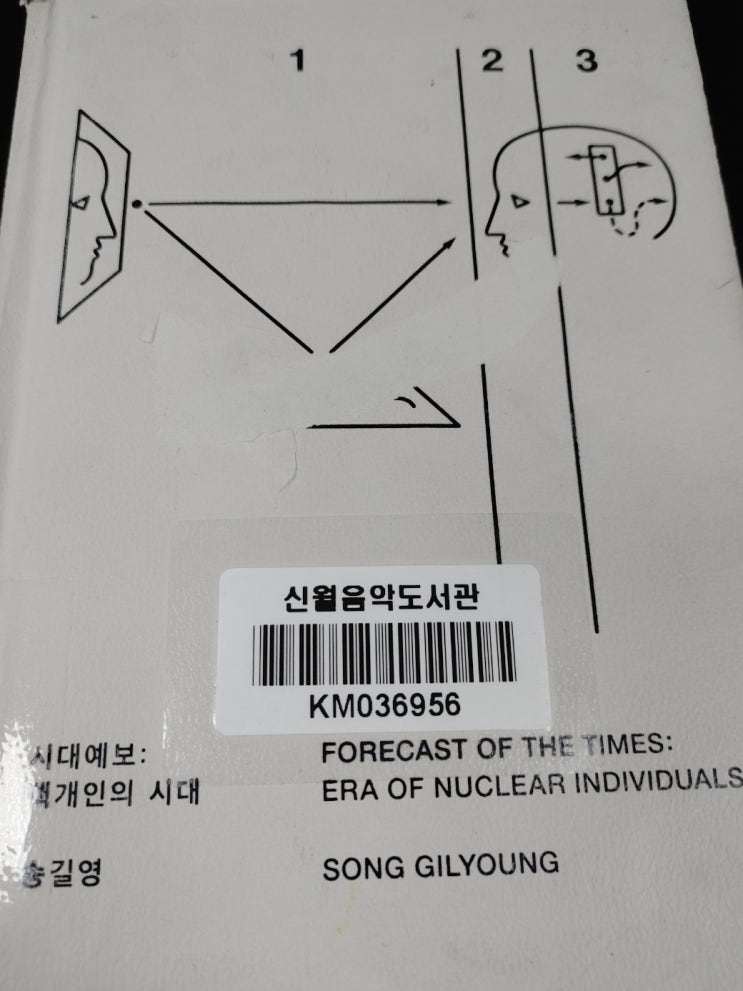 1 2 3
신월음악도서관
KM036956
시대예보: FORECAST OF THE TIMES:
핵개인의 시대 ERA OF NUCLEAR INDIVIDUALS
송길영 SONG GILYOUNG